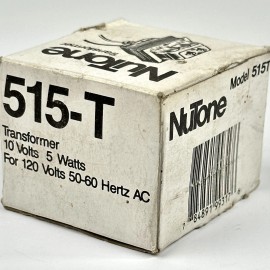 NuTone
515-T
Transformer
10 Volts 5 Watts
For 120 Volts 50-60 Hertz AC
Model 515T
NuTone